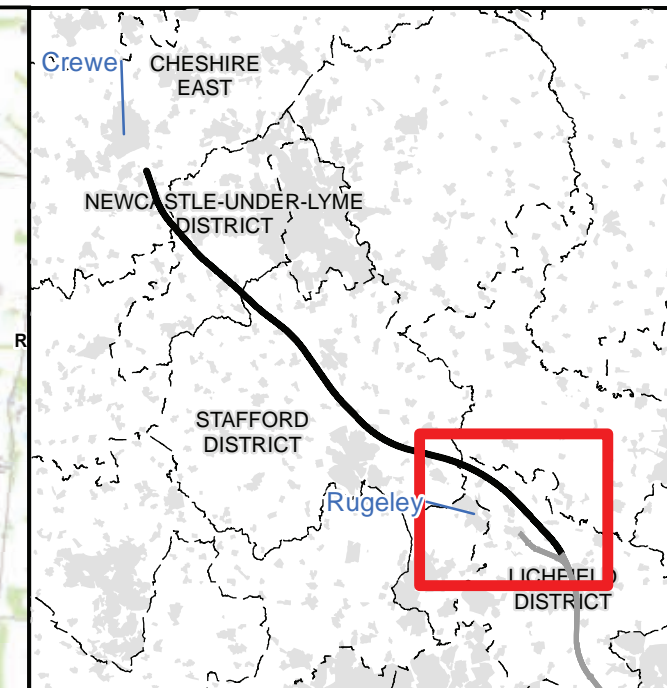 Crewe
CHESHIRE
EAST
NEWCASTLE-UNDER-LYME
DISTRICT
R
STAFFORD
DISTRICT
Rugeley
LICHFIELD
DISTRICT